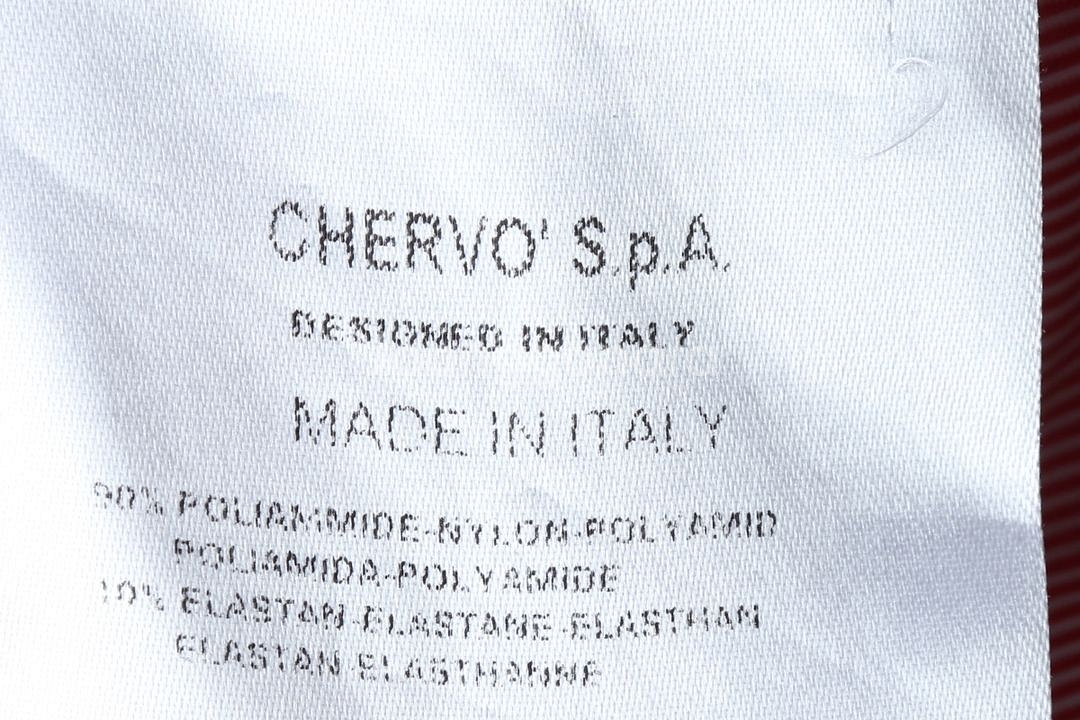 CHERVO' S.p.A.
DESIGNED IN ITALY
MADE IN ITALY
90% POLIAMMIDE-NYLON-POLYAMID
POLIAMIDA-POLYAMIDE
10% ELASTAN-ELASTANE-ELASTHAN
ELASTAN-ELASTHANNE